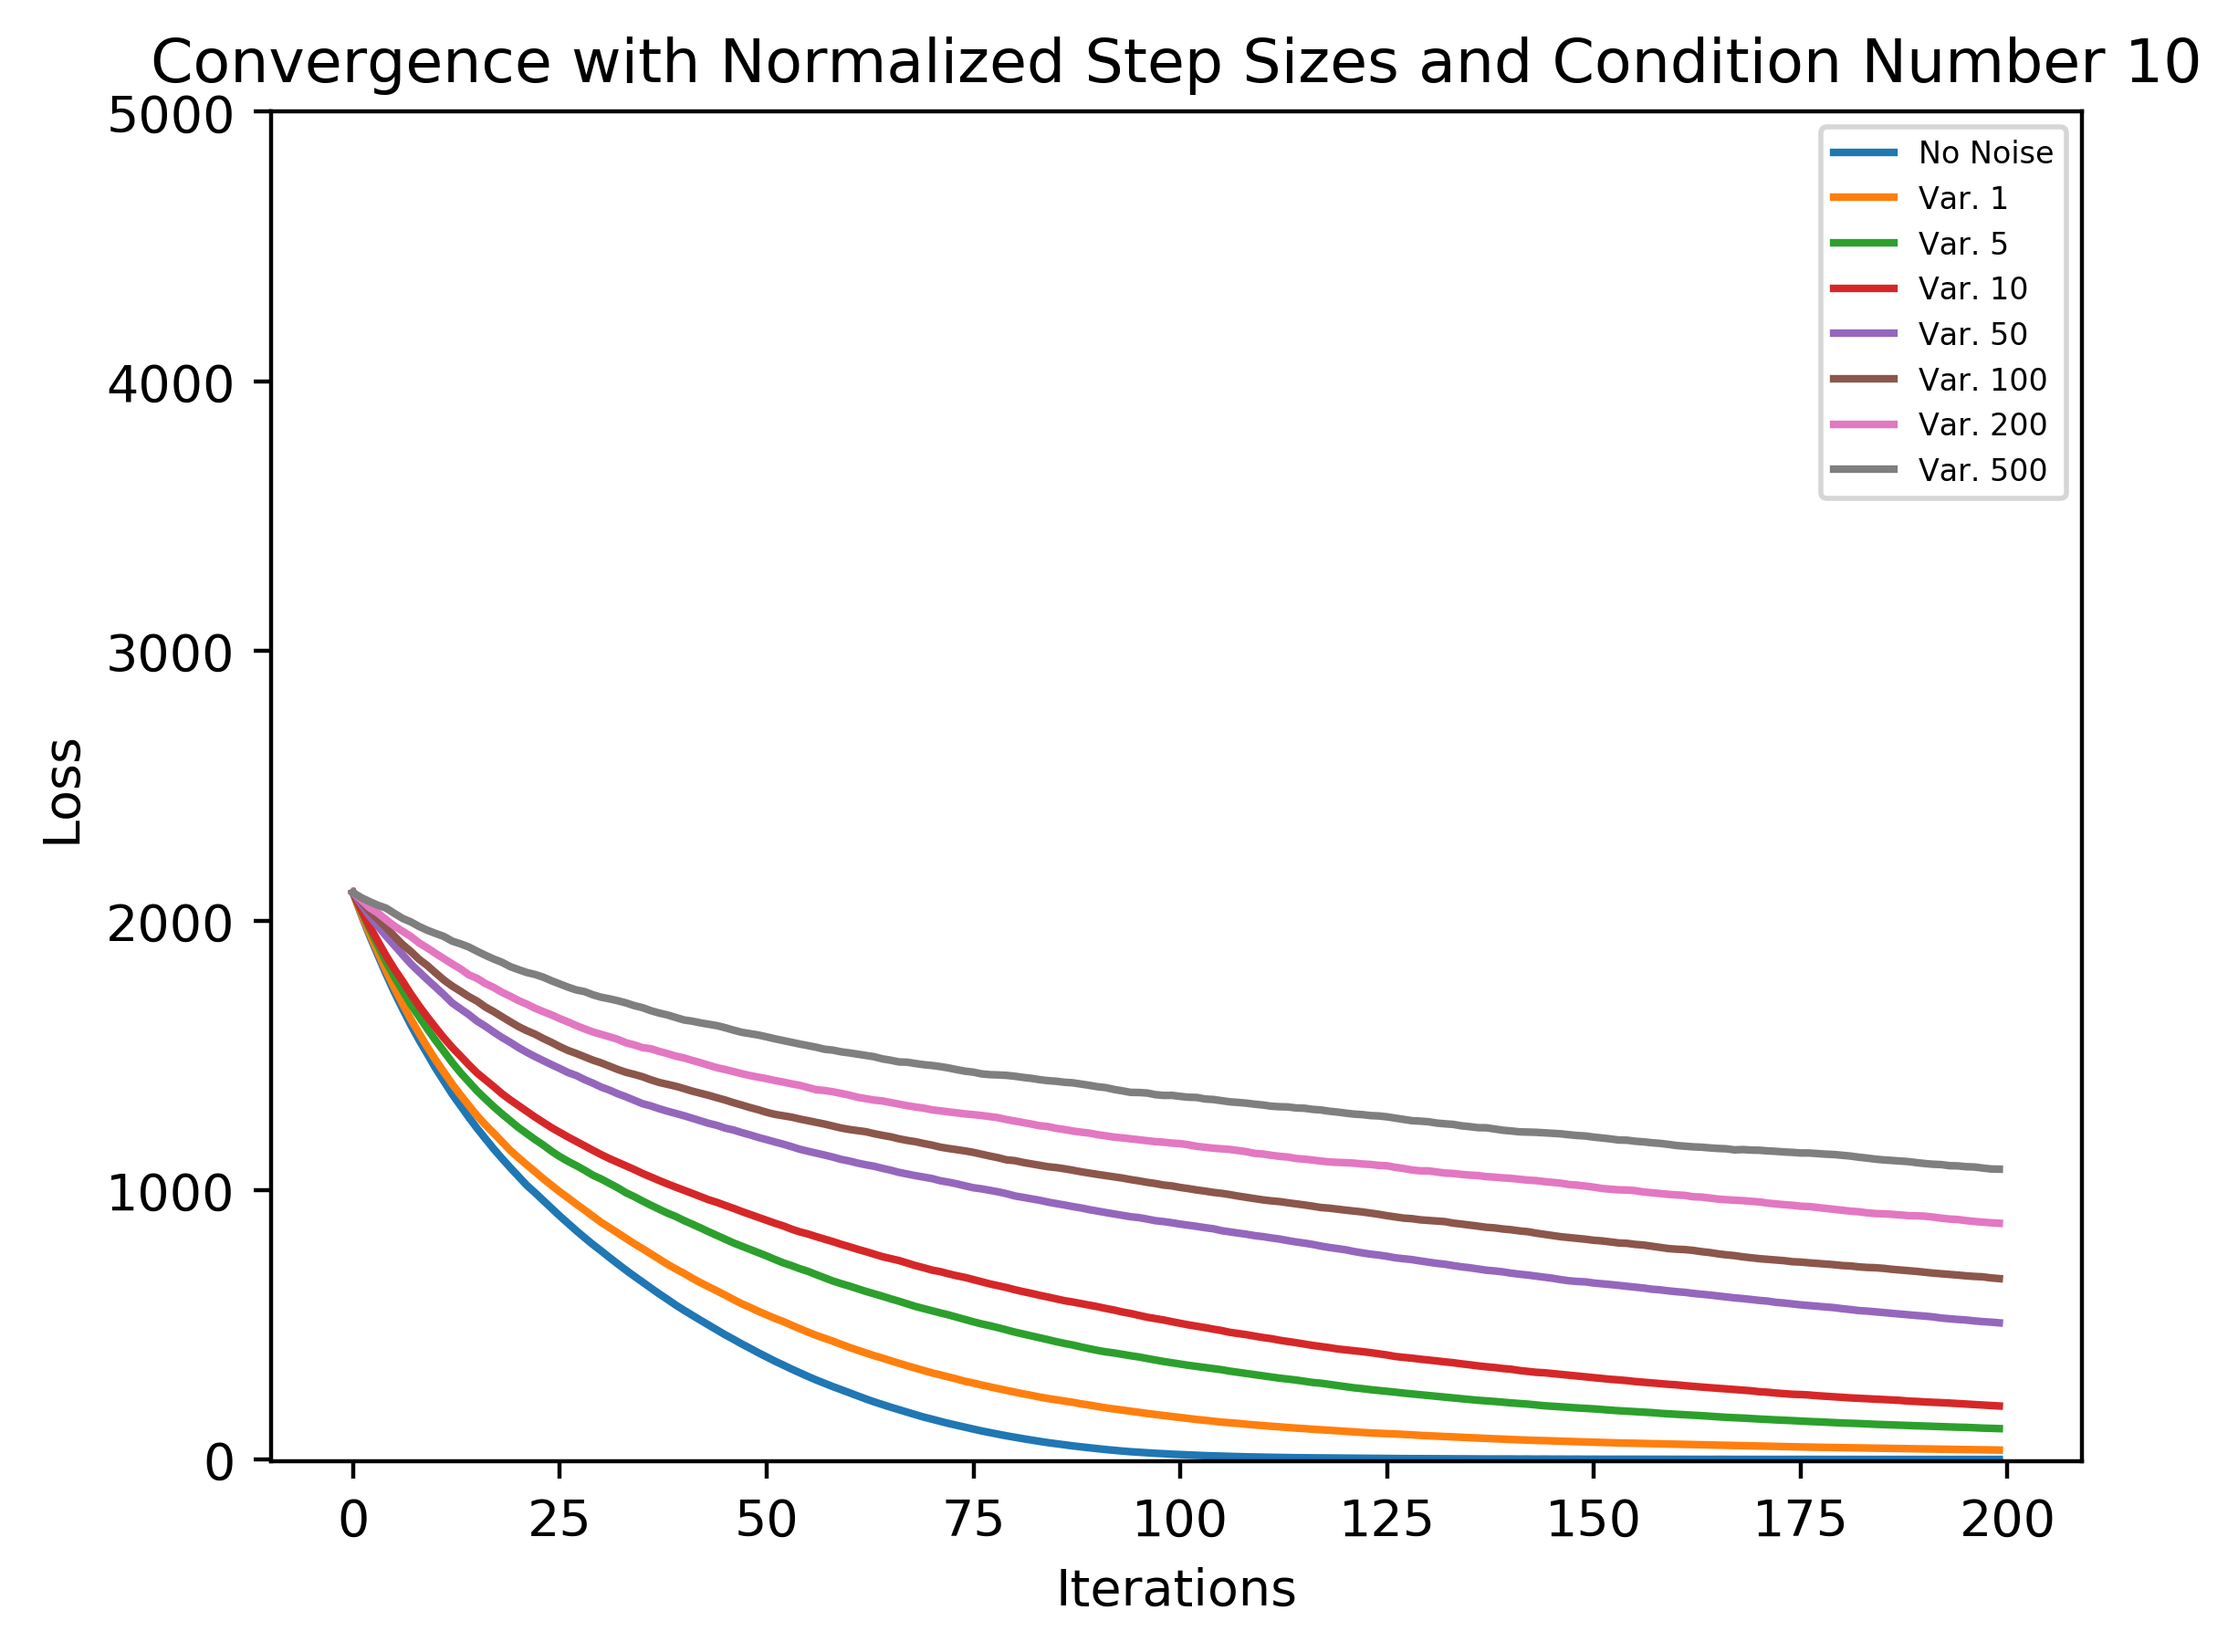 Convergence with Normalized Step Sizes and Condition Number 10
5000
4000
3000
2000
1000
0
Loss
No Noise
Var. 1
Var. 5
Var. 10
Var. 50
Var. 100
Var. 200
Var. 500
0 25 50 75 100 125 150 175 200
Iterations